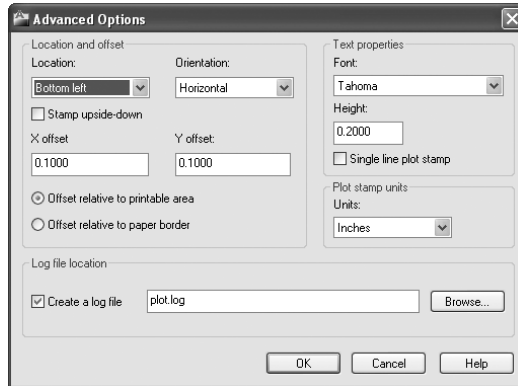 Advanced Options
Location and offset
Location:
Orientation:
Bottom left
Horizontal
Stamp upside-down
X offset
Y offset:
0.1000
0.1000
Offset relative to printable area
Offset relative to paper border
Text properties
Font:
Tahoma
Height:
0.2000
Single line plot stamp
Plot stamp units
Units:
Inches
Log file location
Create a log file
plot.log
Browse...
OK
Cancel
Help